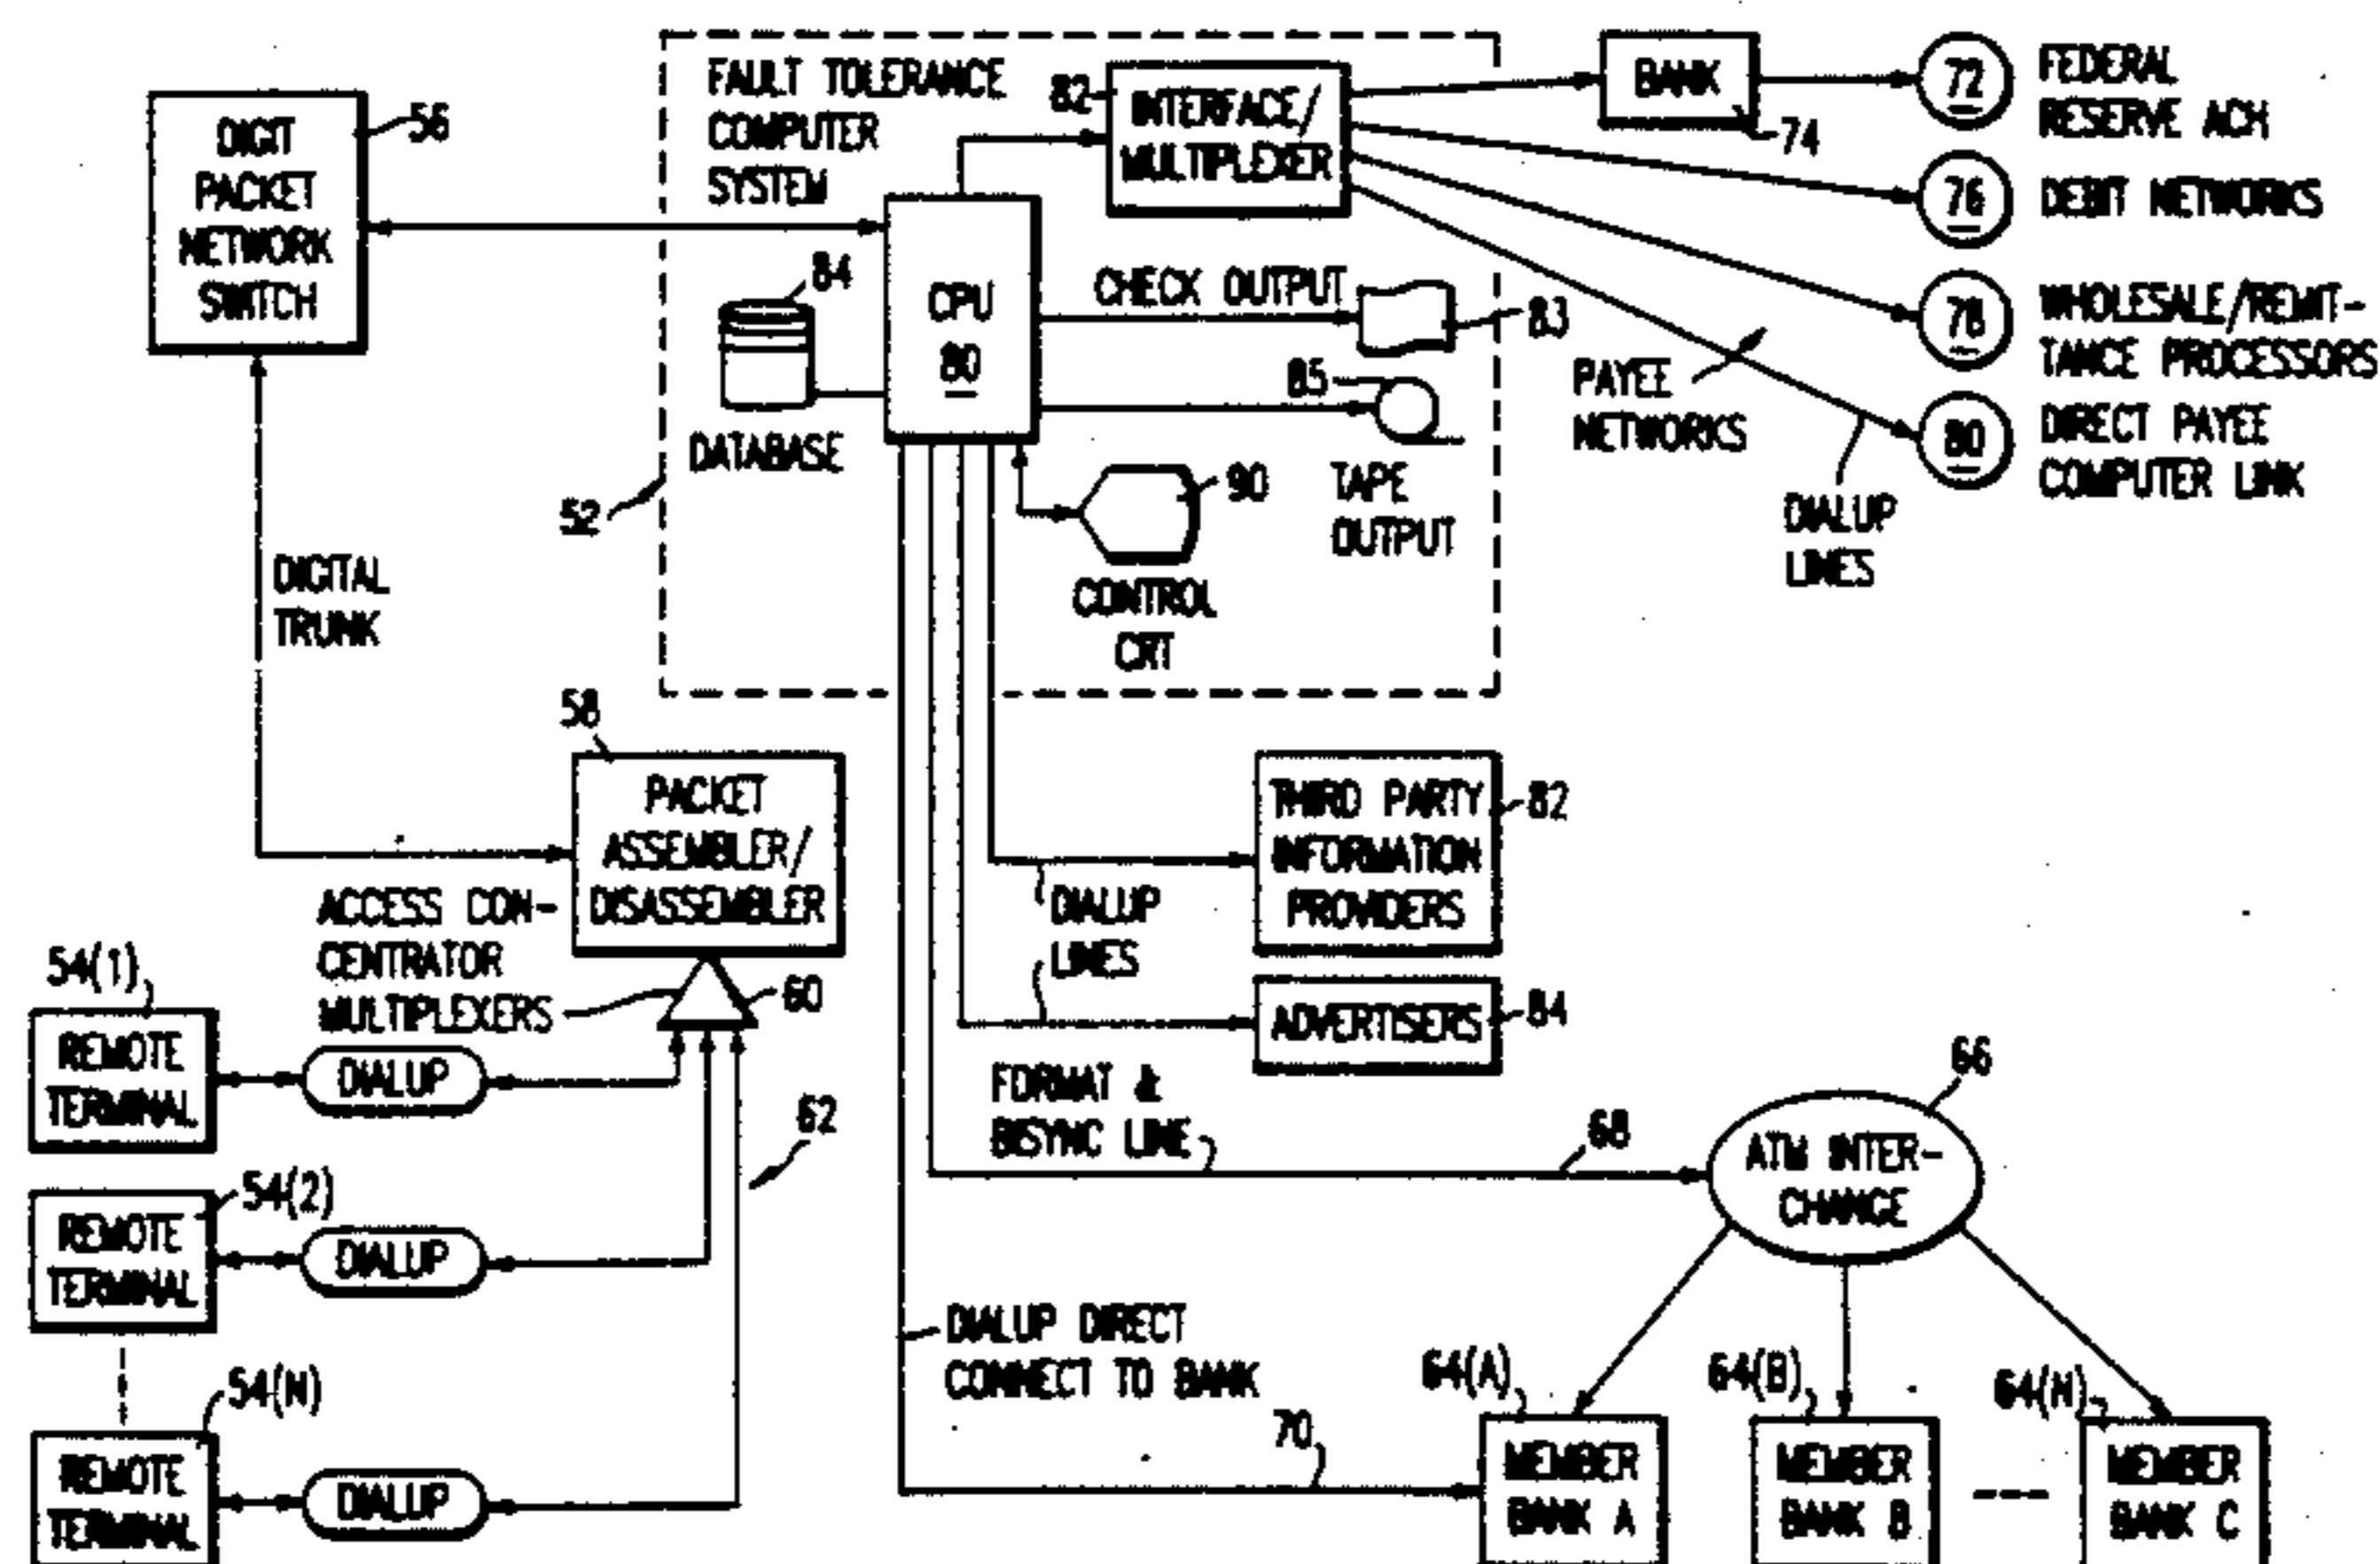 FAULT TOLERANCE
COMPUTER
SYSTEM
82
INTERFACE/
MULTIPLEXER
BANK
74
72
FEDERAL
RESERVE ACH
DIGIT
PACKET
NETWORK
SWITCH
56
76
DEBIT NETWORKS
84
DATABASE
CPU
80
CHECK OUTPUT
83
78
WHOLESALE/REMIT-
TANCE PROCESSORS
85
TAPE
OUTPUT
PAYEE
NETWORKS
80
DIRECT PAYEE
COMPUTER LINK
DIALUP
LINES
52
90
CONTROL
CRT
DIGITAL
TRUNK
58
PACKET
ASSEMBLER/
DISASSEMBLER
ACCESS CON-
CENTRATOR
MULTIPLEXERS
60
THIRD PARTY
INFORMATION
PROVIDERS
82
DIALUP
LINES
ADVERTISERS
84
54(1)
REMOTE
TERMINAL
DIALUP
62
FORMAT &
BISYNC LINE
68
66
ATM INTER-
CHANGE
54(2)
REMOTE
TERMINAL
DIALUP
DIALUP DIRECT
CONNECT TO BANK
70
54(N)
REMOTE
TERMINAL
DIALUP
64(A)
MEMBER
BANK A
64(B)
MEMBER
BANK B
64(N)
MEMBER
BANK C